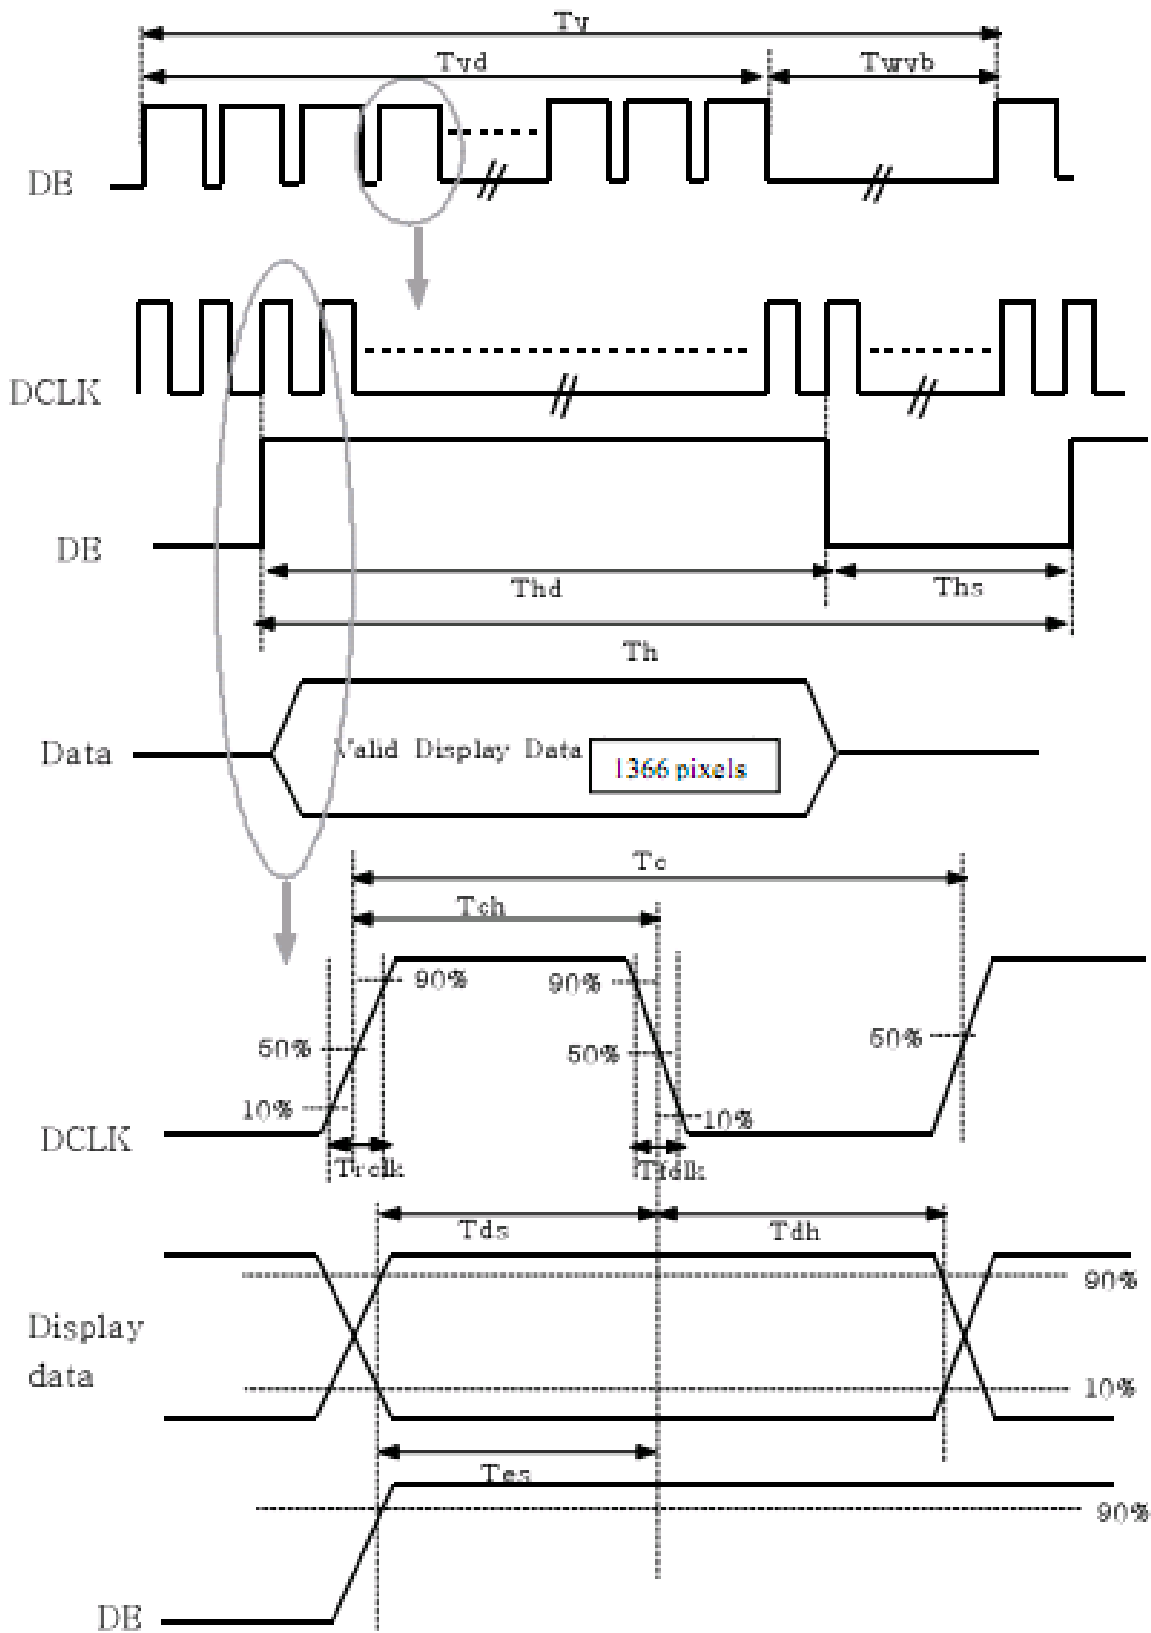 Tv
Tvd
Twvb
DE
DCLK
DE
Thd
Ths
Th
Data
Valid Display Data
1366 pixels
Tc
Tch
90%
90%
50%
50%
50%
10%
10%
DCLK
Trclk
Tfclk
Tds
Tdh
90%
Display
data
10%
Tes
90%
DE